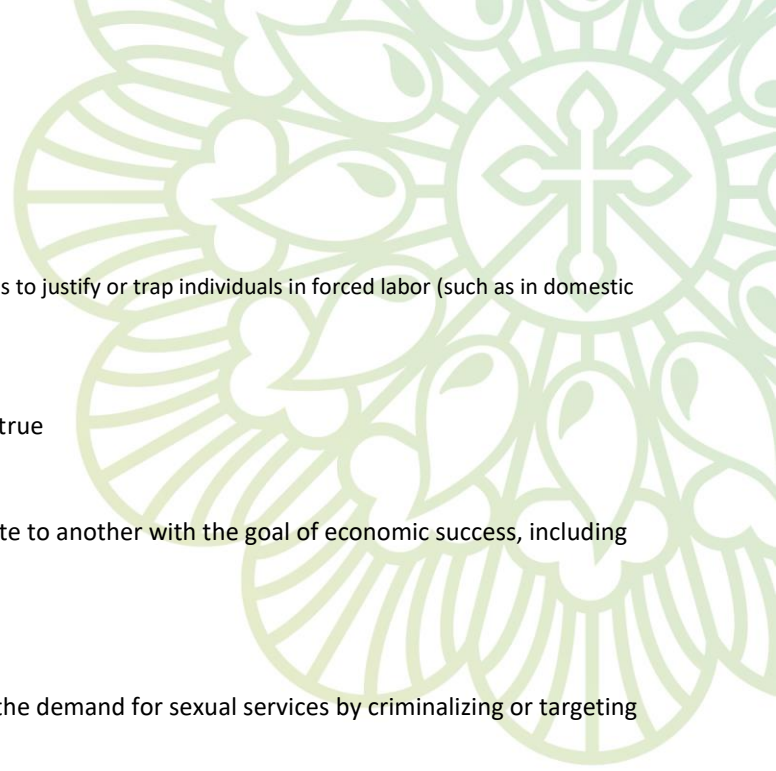 s to justify or trap individuals in forced labor (such as in domestic
true
te to another with the goal of economic success, including
the demand for sexual services by criminalizing or targeting